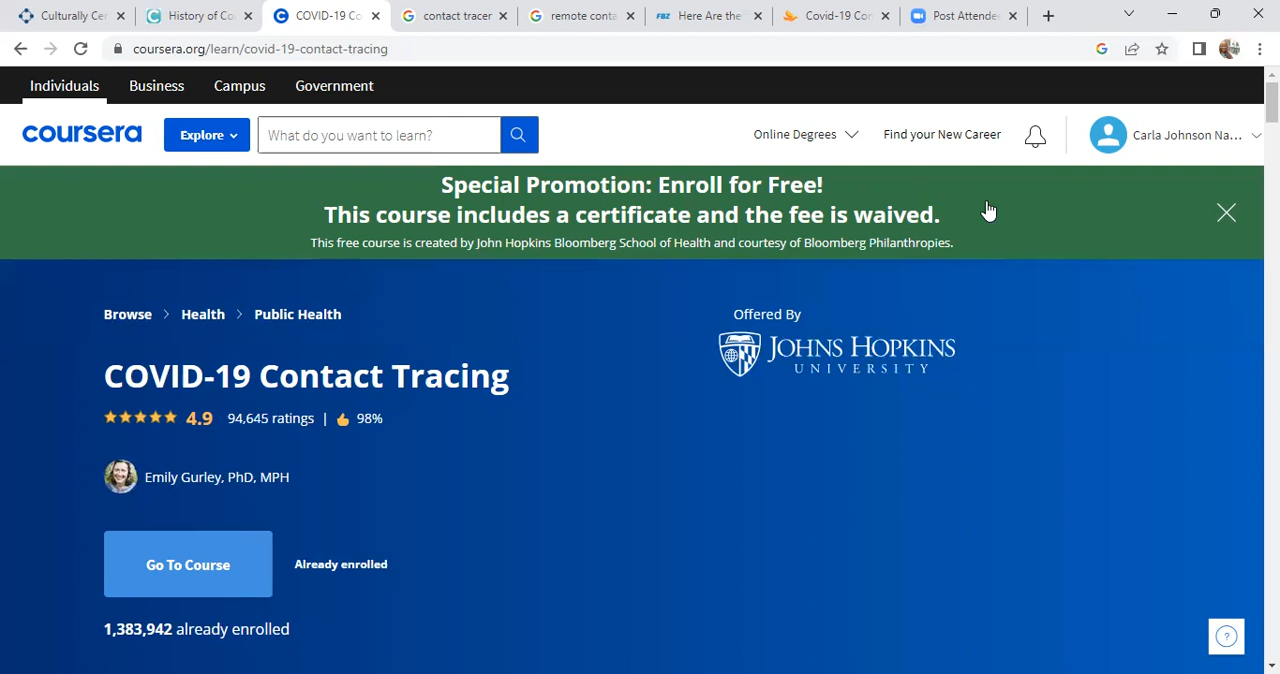 Culturally Cer
History of Co
COVID-19 Co
contact tracer
remote conta
FBZ Here Are the
Covid-19 Con
Post Attende
coursera.org/learn/covid-19-contact-tracing
Individuals Business Campus Government
coursera Explore What do you want to learn? Online Degrees Find your New Career Carla Johnson Na...
Special Promotion: Enroll for Free!
This course includes a certificate and the fee is waived.
This free course is created by John Hopkins Bloomberg School of Health and courtesy of Bloomberg Philanthropies.
Browse > Health > Public Health
Offered By
JOHNS HOPKINS
UNIVERSITY
COVID-19 Contact Tracing
4.9 94,645 ratings | 98%
Emily Gurley, PhD, MPH
Go To Course Already enrolled
1,383,942 already enrolled
?